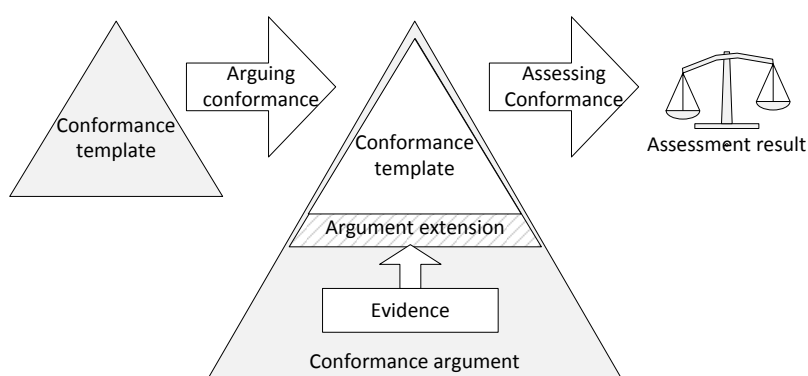 Conformance
template
Arguing
conformance
Conformance
template
Argument extension
Evidence
Conformance argument
Assessing
Conformance
Assessment result